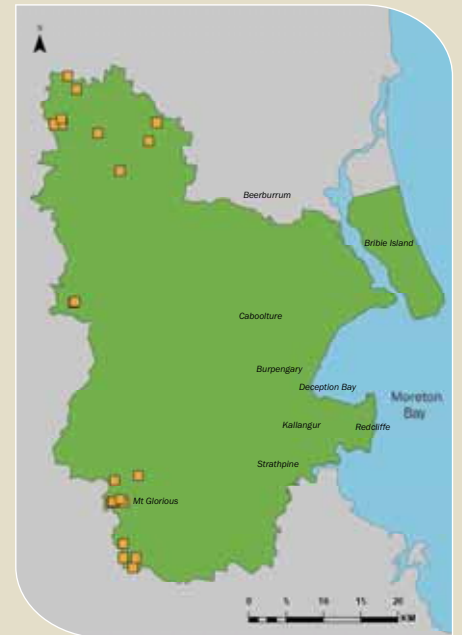 N
Beerburrum
Bribie Island
Caboolture
Burpengary
Deception Bay
Moreton
Bay
Kallangur
Redcliffe
Strathpine
Mt Glorious
0 5 10 15 20
KM